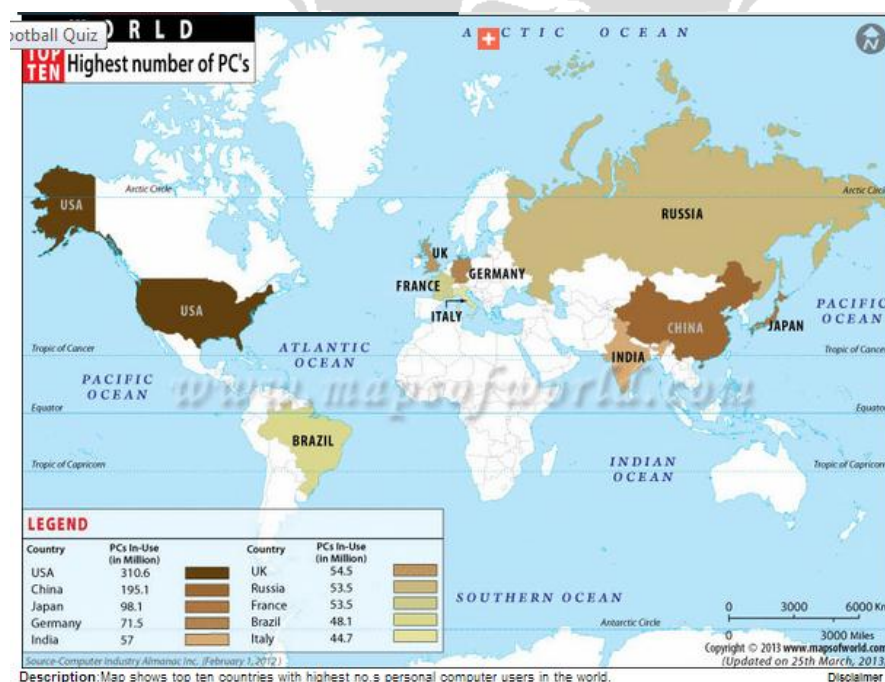 ootball Quiz
O R L D
TOP TEN Highest number of PC's
ARCTIC OCEAN
Arctic Circle
Arctic Circle
USA
RUSSIA
UK
GERMANY
FRANCE
ITALY
USA
CHINA
JAPAN
PACIFIC OCEAN
INDIA
Tropic of Cancer
Tropic of Cancer
ATLANTIC OCEAN
PACIFIC OCEAN
www.mapsofworld.com
Equator
Equator
BRAZIL
Tropic of Capricorn
INDIAN OCEAN
Tropic of Capricorn
LEGEND
Country PCs In-Use (in Million) Country PCs In-Use (in Million)
USA 310.6 UK 54.5
China 195.1 Russia 53.5
Japan 98.1 France 53.5
Germany 71.5 Brazil 48.1
India 57 Italy 44.7
SOUTHERN OCEAN
Antarctic Circle
0 3000 6000 Km
0 3000 Miles
Source-Computer Industry Almanac Inc. (February 1, 2012)
Copyright © 2013 www.mapsofworld.com
(Updated on 25th March, 2013
Description:Map shows top ten countries with highest no.s personal computer users in the world.
Disclaimer